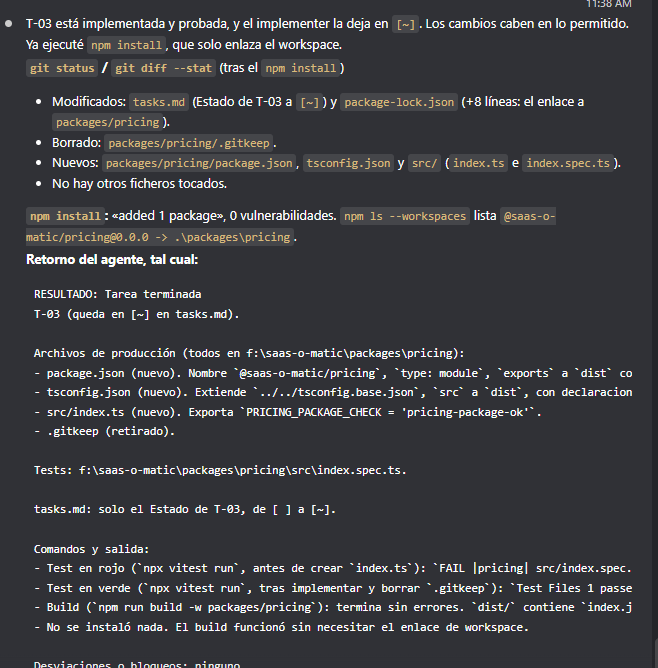 11:38 AM
T-03 está implementada y probada, y el implementer la deja en [~]. Los cambios caben en lo permitido.
Ya ejecuté npm install, que solo enlaza el workspace.
git status / git diff --stat (tras el npm install)
• Modificados: tasks.md (Estado de T-03 a [~]) y package-lock.json (+8 líneas: el enlace a
packages/pricing).
• Borrado: packages/pricing/.gitkeep.
• Nuevos: packages/pricing/package.json, tsconfig.json y src/ (index.ts e index.spec.ts).
• No hay otros ficheros tocados.
npm install: «added 1 package», 0 vulnerabilidades. npm ls --workspaces lista @saas-o-
matic/pricing@0.0.0 -> .\packages\pricing.
Retorno del agente, tal cual:
RESULTADO: Tarea terminada
T-03 (queda en [~] en tasks.md).
Archivos de producción (todos en f:\saas-o-matic\packages\pricing):
- package.json (nuevo). Nombre `@saas-o-matic/pricing`, `type: module`, `exports` a `dist` co
- tsconfig.json (nuevo). Extiende `../../tsconfig.base.json`, `src` a `dist`, con declaracion
- src/index.ts (nuevo). Exporta `PRICING_PACKAGE_CHECK = 'pricing-package-ok'`.
- .gitkeep (retirado).
Tests: f:\saas-o-matic\packages\pricing\src\index.spec.ts.
tasks.md: solo el Estado de T-03, de [ ] a [~].
Comandos y salida:
- Test en rojo (`npx vitest run`, antes de crear `index.ts`): `FAIL |pricing| src/index.spec.
- Test en verde (`npx vitest run`, tras implementar y borrar `.gitkeep`): `Test Files 1 passe
- Build (`npm run build -w packages/pricing`): termina sin errores. `dist/` contiene `index.j
- No se instaló nada. El build funcionó sin necesitar el enlace de workspace.
Desviaciones o bloqueos: ninguno